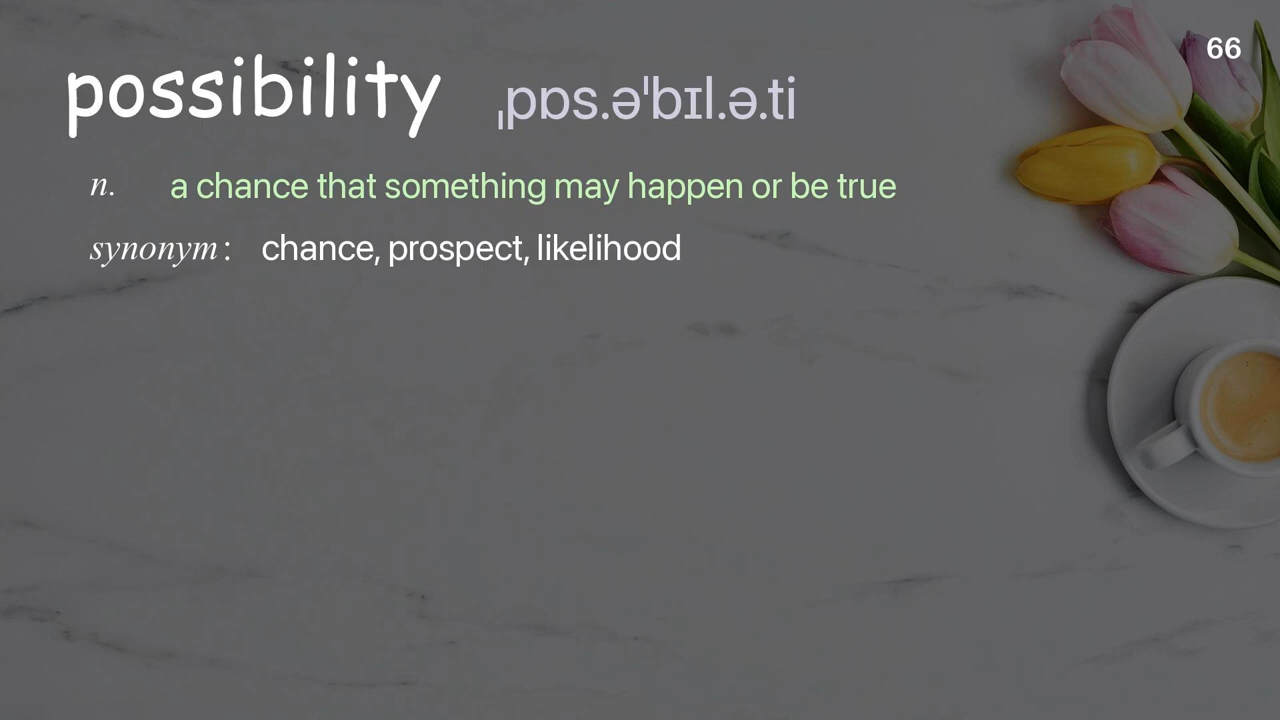 66
possibility ˌpɒs.əˈbɪl.ə.ti
n. a chance that something may happen or be true
synonym: chance, prospect, likelihood